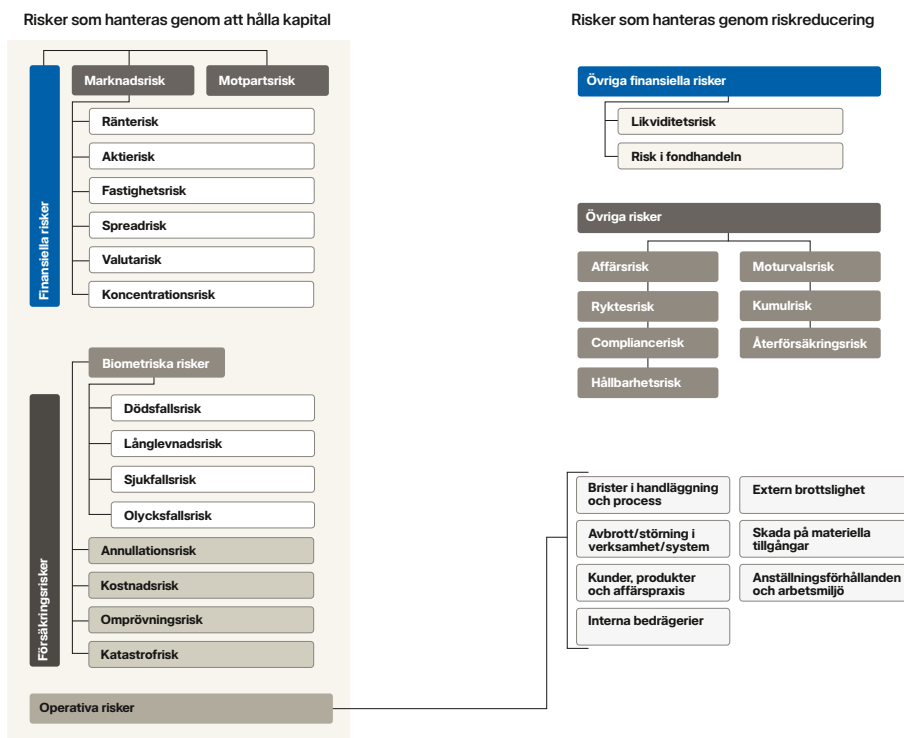 Risker som hanteras genom att hålla kapital
Finansiella risker
Marknadsrisk
Motpartsrisk
Ränterisk
Aktierisk
Fastighetsrisk
Spreadrisk
Valutarisk
Koncentrationsrisk
Försäkringsrisker
Biometriska risker
Dödsfallsrisk
Långlevnadsrisk
Sjukfallsrisk
Olycksfallsrisk
Annullationsrisk
Kostnadsrisk
Omprövningsrisk
Katastrofrisk
Operativa risker
Risker som hanteras genom riskreducering
Övriga finansiella risker
Likviditetsrisk
Risk i fondhandeln
Övriga risker
Affärsrisk
Ryktesrisk
Compliancerisk
Hållbarhetsrisk
Moturvalsrisk
Kumulrisk
Återförsäkringsrisk
Brister i handläggning
och process
Avbrott/störning i
verksamhet/system
Kunder, produkter
och affärspraxis
Interna bedrägerier
Extern brottslighet
Skada på materiella
tillgångar
Anställningsförhållanden
och arbetsmiljö